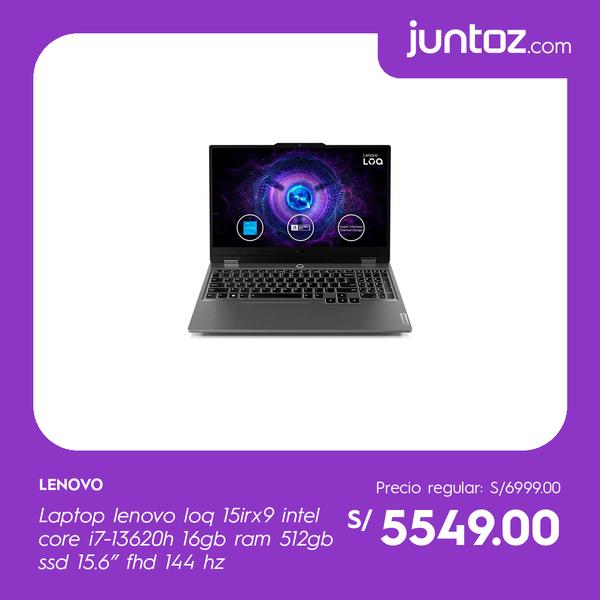 juntoz.com
Lenovo
LOQ
LENOVO
Precio regular: S/6999.00
Laptop lenovo loq 15irx9 intel
core i7-13620h 16gb ram 512gb
ssd 15.6” fhd 144 hz
S/ 5549.00